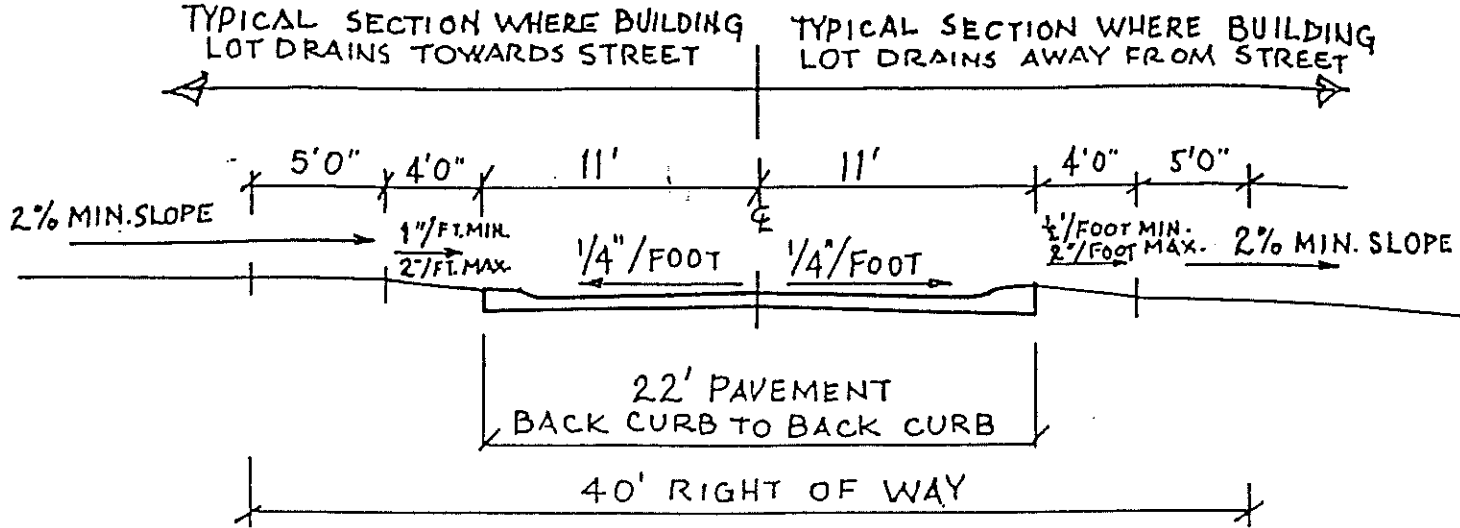 TYPICAL SECTION WHERE BUILDING
LOT DRAINS TOWARDS STREET
TYPICAL SECTION WHERE BUILDING
LOT DRAINS AWAY FROM STREET
5'0" 4'0" 11' 11' 4'0" 5'0"
℄
2% MIN. SLOPE
1"/FT. MIN.
2"/FT. MAX.
1/4"/FOOT
1/4"/FOOT
½"/FOOT MIN.
2"/FOOT MAX.
2% MIN. SLOPE
22' PAVEMENT
BACK CURB TO BACK CURB
40' RIGHT OF WAY